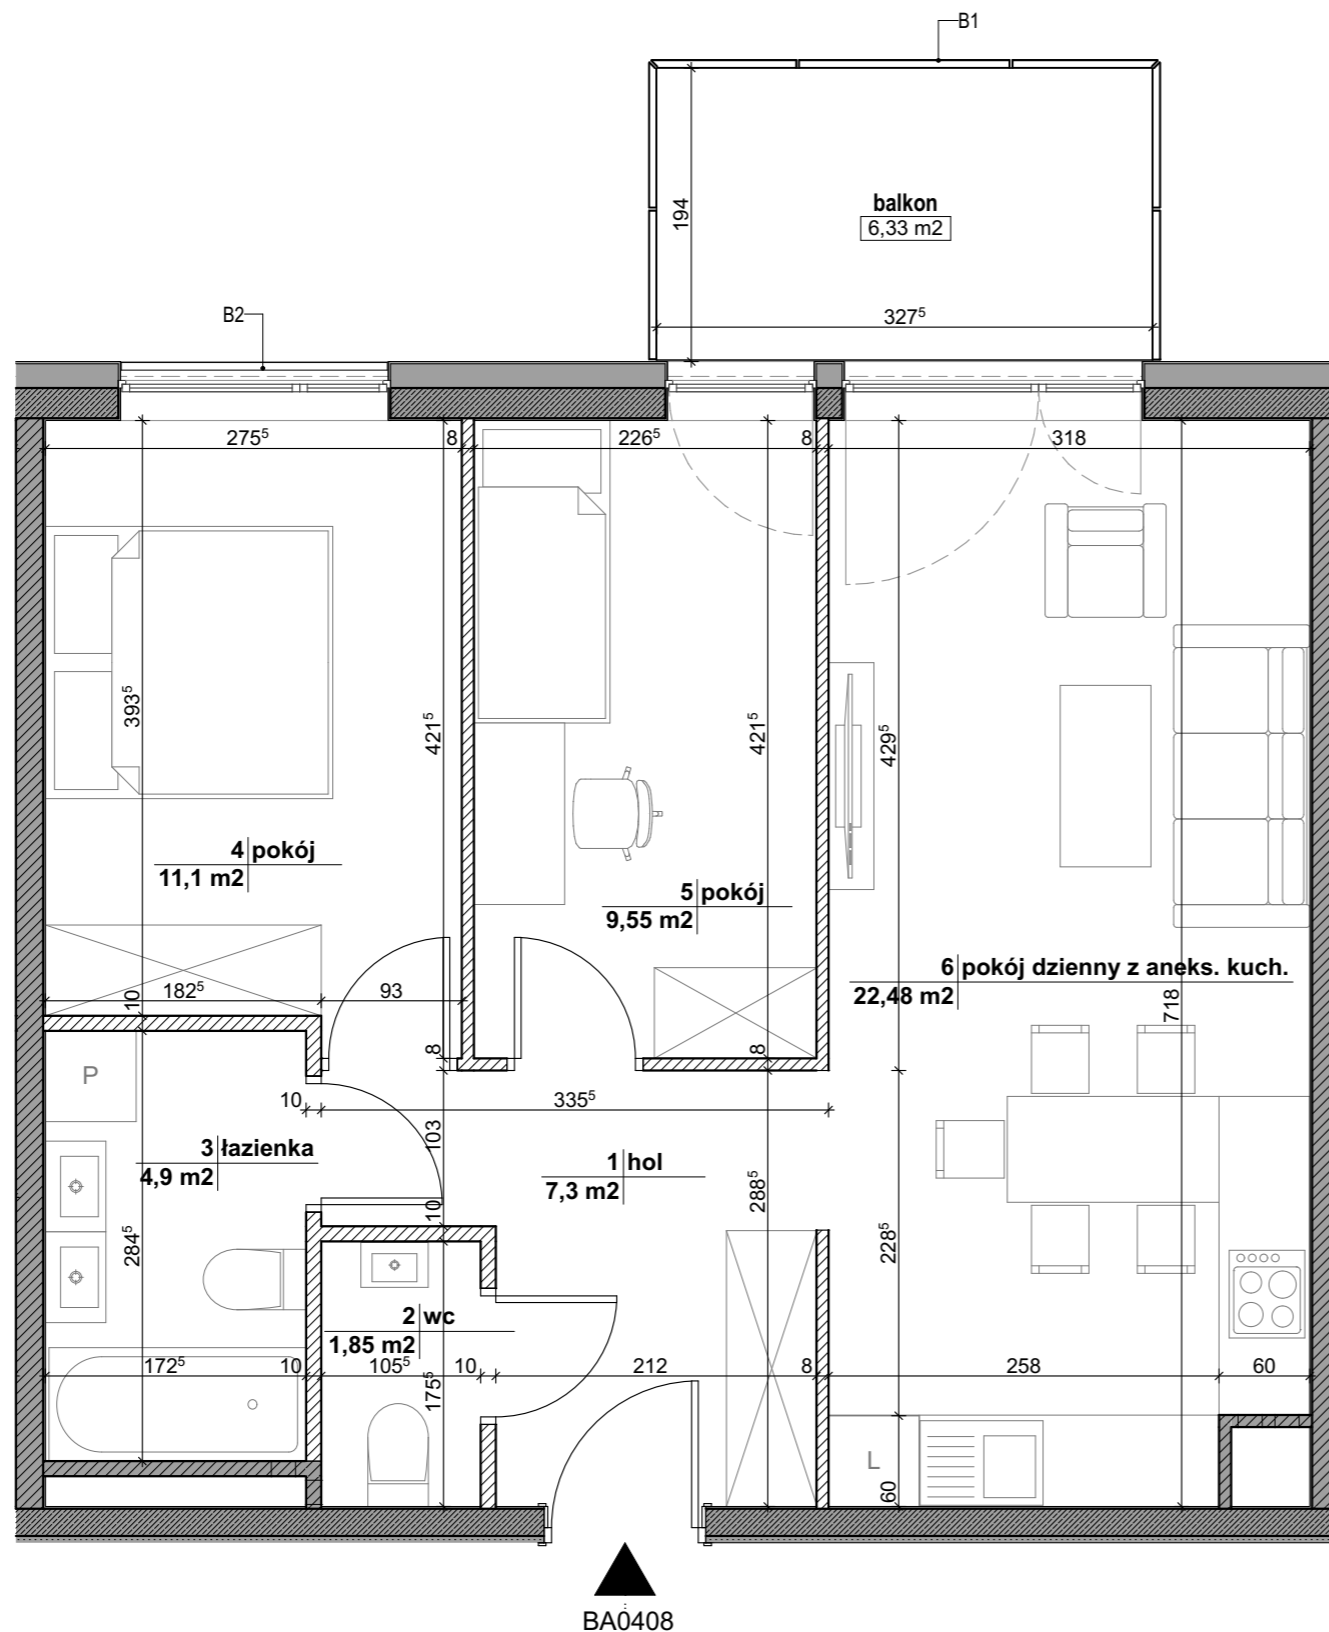 B1
balkon
6,33 m2
194
327⁵
B2
275⁵
8
226⁵
8
318
393⁵
421⁵
421⁵
429⁵
4 pokój
11,1 m2
5 pokój
9,55 m2
6 pokój dzienny z aneks. kuch.
22,48 m2
718
182⁵
93
10
8
8
P
10
335⁵
103
3 łazienka
4,9 m2
1 hol
7,3 m2
288⁵
10
284⁵
228⁵
2 wc
1,85 m2
172⁵
10
105⁵
10
212
8
258
60
175⁵
L
60
BA0408